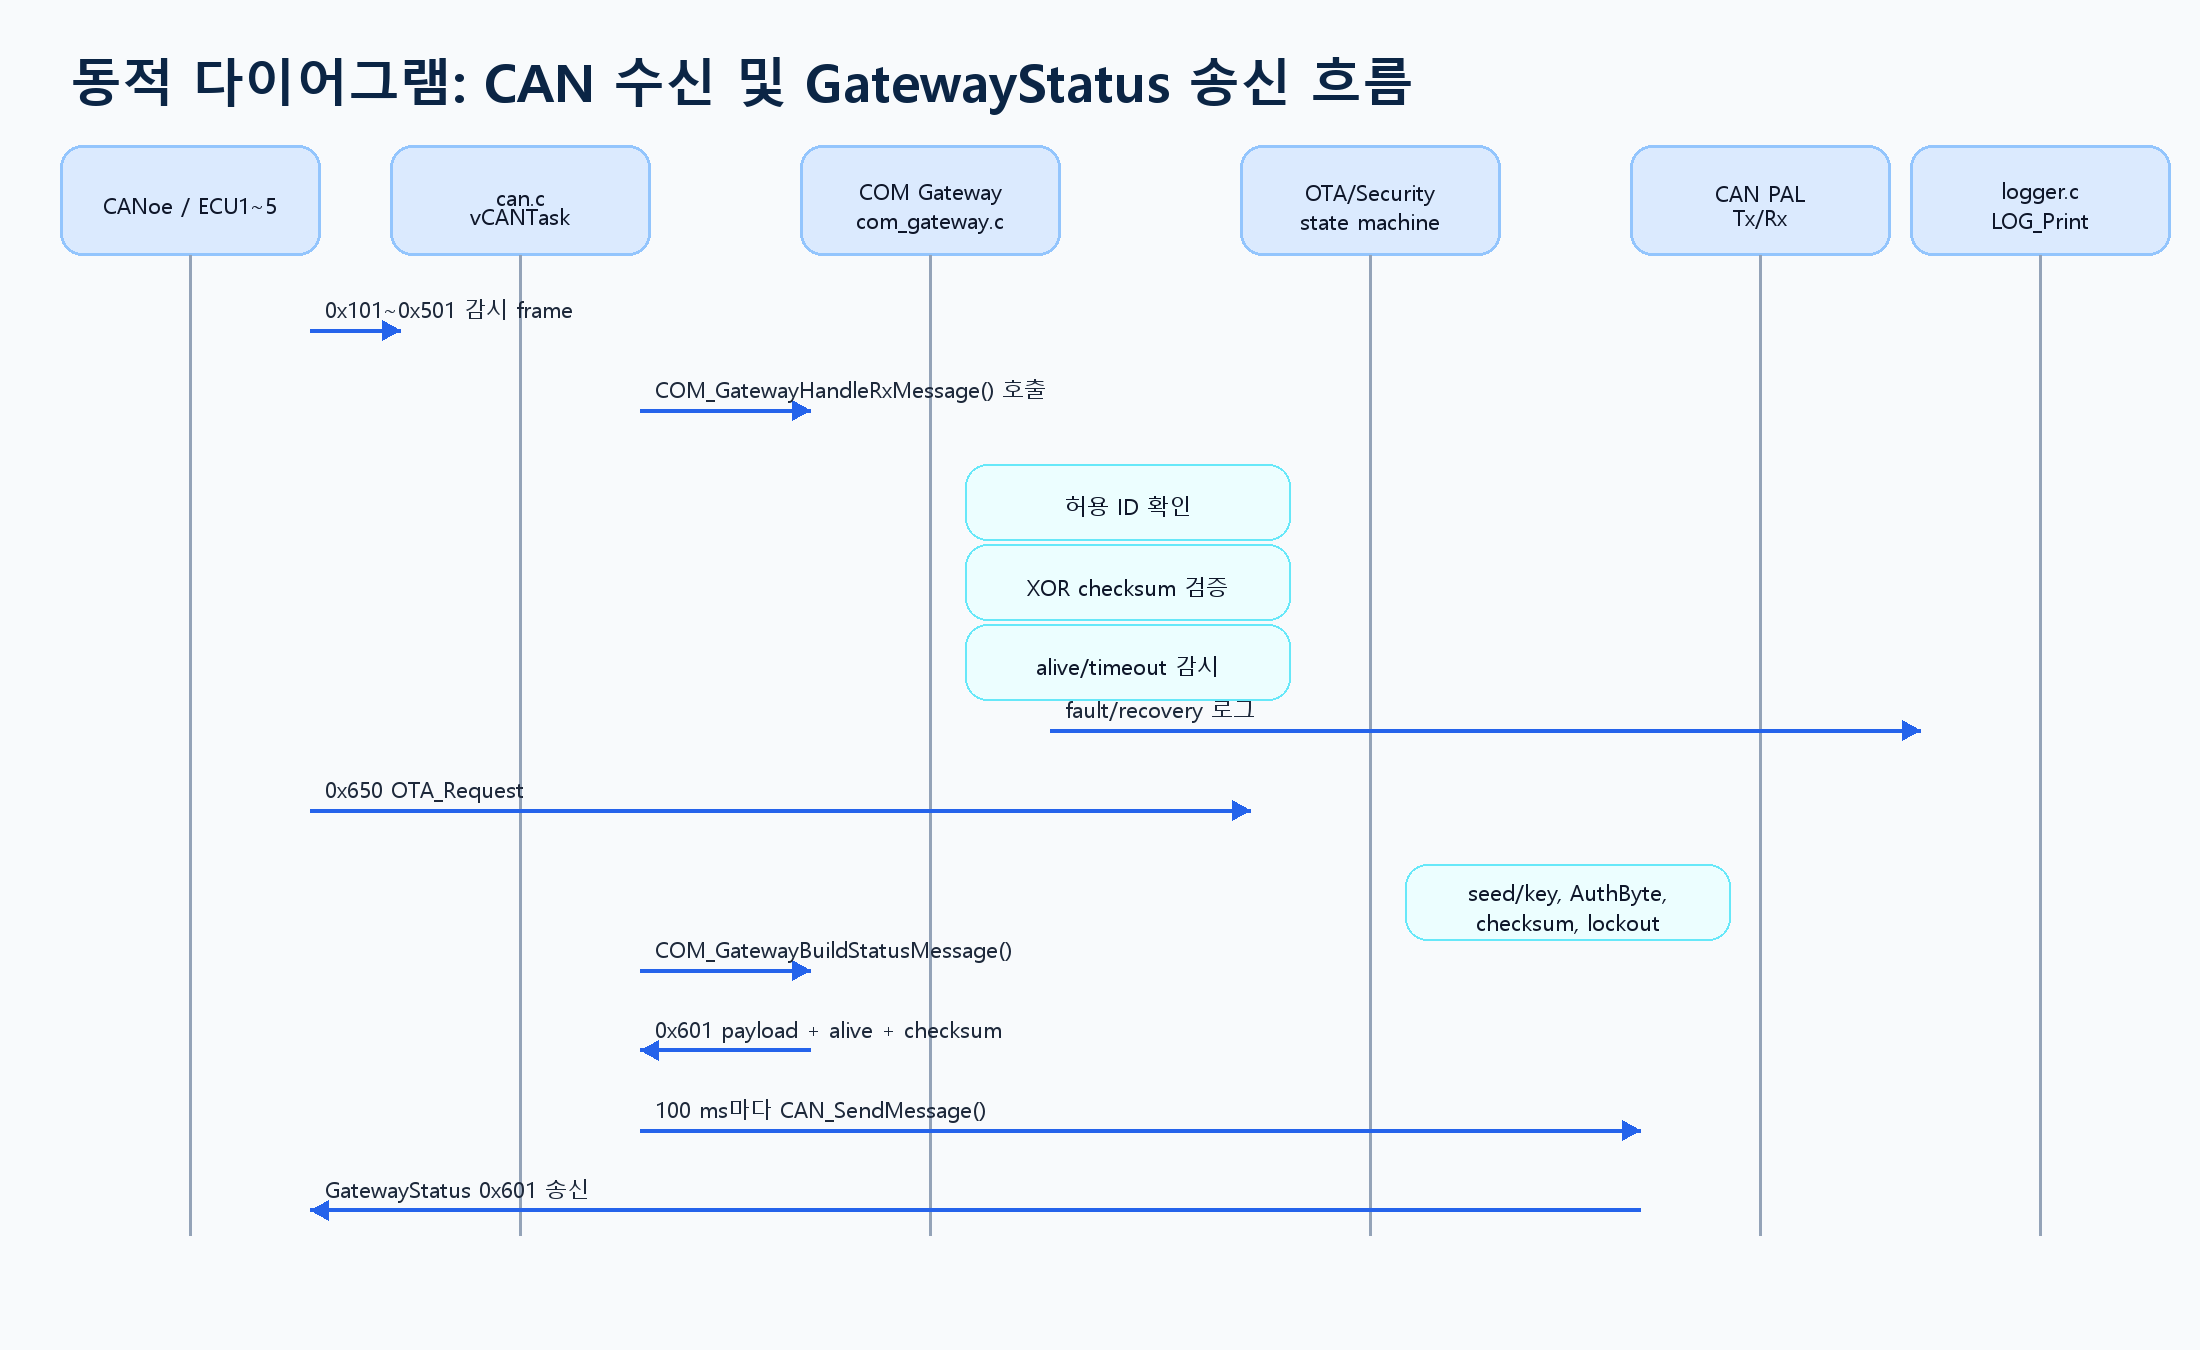 동적 다이어그램: CAN 수신 및 GatewayStatus 송신 흐름
CANoe / ECU1~5
can.c
vCANTask
COM Gateway
com_gateway.c
OTA/Security
state machine
CAN PAL
Tx/Rx
logger.c
LOG_Print
0x101~0x501 감시 frame
COM_GatewayHandleRxMessage() 호출
허용 ID 확인
XOR checksum 검증
alive/timeout 감시
fault/recovery 로그
0x650 OTA_Request
seed/key, AuthByte,
checksum, lockout
COM_GatewayBuildStatusMessage()
0x601 payload + alive + checksum
100 ms마다 CAN_SendMessage()
GatewayStatus 0x601 송신